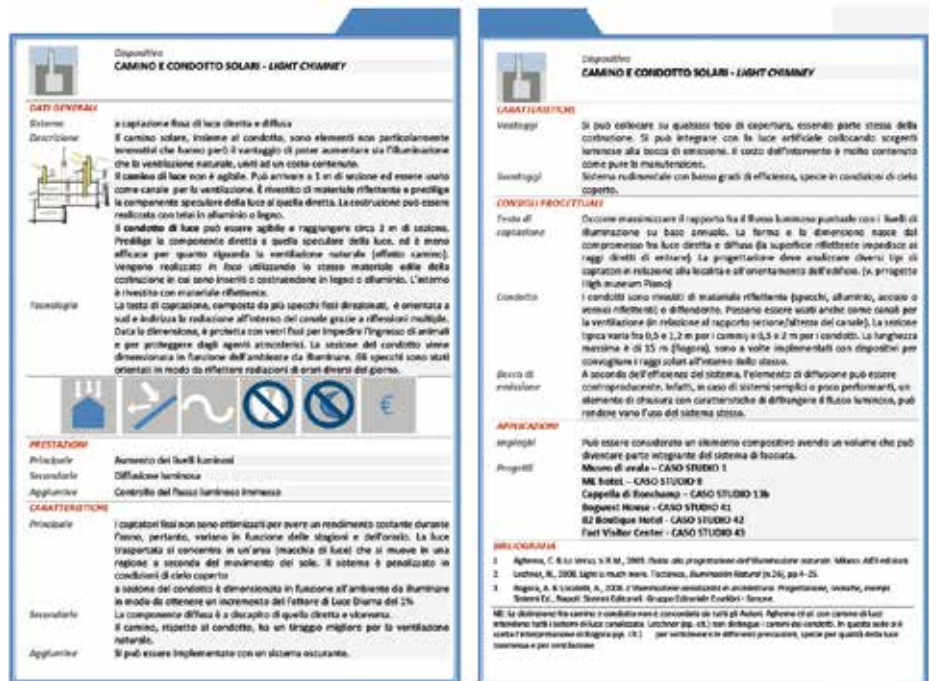 Dispositivo
CAMINO E CONDOTTO SOLARI - LIGHT CHIMNEY
DATI GENERALI
Sistema
a captazione fissa di luce diretta e diffusa
Descrizione
Il camino solare, insieme al condotto, sono elementi non particolarmente
innovativi che hanno però il vantaggio di poter aumentare sia l'illuminazione
che la ventilazione naturale, uniti ad un costo contenuto.
Il camino di luce non è agibile. Può arrivare a 1 m di sezione ed essere usato
come canale per la ventilazione. È rivestito di materiale riflettente e predilige
la componente speculare della luce al quella diretta. La costruzione può essere
realizzata con telai in alluminio o legno.
Il condotto di luce può essere agibile e raggiungere circa 2 m di sezione.
Predilige la componente diretta a quella speculare della luce, ed è meno
efficace per quanto riguarda la ventilazione naturale (effetto camino).
Vengono realizzato in loco utilizzando lo stesso materiale edile della
costruzione in cui sono inseriti o costruendone in legno o alluminio. L'interno
è rivestito con materiale riflettente.
Tecnologia
La testa di captazione, composta da più specchi fissi direzionati, è orientata a
sud e indirizza la radiazione all'interno del canale grazie a riflessioni multiple.
Data la dimensione, è protetta con vetri fissi per impedire l'ingresso di animali
e per proteggere dagli agenti atmosferici. La sezione del condotto viene
dimensionata in funzione dell'ambiente da illuminare. Gli specchi sono stati
orientati in modo da riflettere radiazioni di orari diversi del giorno.
€
PRESTAZIONI
Principale
Aumento dei livelli luminosi
Secondarie
Diffusione luminosa
Aggiuntive
Controllo del flusso luminoso immesso
CARATTERISTICHE
Principale
I captatori fissi non sono ottimizzati per avere un rendimento costante durante
l'anno, pertanto, variano in funzione delle stagioni e dell'orario. La luce
trasportata si concentra in un'area (macchia di luce) che si muove in una
regione a seconda del movimento del sole. Il sistema è penalizzato in
condizioni di cielo coperto
a sezione del condotto è dimensionata in funzione all'ambiente da illuminare
in modo da ottenere un incremento del Fattore di Luce Diurna del 1%
Secondarie
La componente diffusa è a discapito di quella diretta e viceversa.
Il camino, rispetto al condotto, ha un tiraggio migliore per la ventilazione
naturale.
Aggiuntive
Si può essere implementato con un sistema oscurante.
Dispositivo
CAMINO E CONDOTTO SOLARI - LIGHT CHIMNEY
CARATTERISTICHE
Vantaggi
Si può collocare su qualsiasi tipo di copertura, essendo parte stessa della
costruzione. Si può integrare con la luce artificiale collocando sorgenti
luminose alla bocca di emissione. Il costo dell'intervento è molto contenuto
come pure la manutenzione.
Svantaggi
Sistema rudimentale con basso gradi di efficienza, specie in condizioni di cielo
coperto.
CONSIGLI PROGETTUALI
Testa di
captazione
Occorre massimizzare il rapporto fra il flusso luminoso puntuale con i livelli di
illuminazione su base annuale. La forma e la dimensione nasce dal
compromesso fra luce diretta e diffusa (la superficie riflettente impedisce ai
raggi diretti di entrare). La progettazione deve analizzare diversi tipi di
captatori in relazione alla località e all'orientamento dell'edificio. (v. progetto
High museum Piano)
Condotto
I condotti sono rivestiti di materiale riflettente (specchi, alluminio, acciaio o
vernici riflettenti) e diffondente. Possono essere usati anche come canali per
la ventilazione (in relazione al rapporto sezione/altezza del canale). La sezione
tipica varia fra 0,5 e 1,2 m per i camini; e 0,5 e 2 m per i condotti. La lunghezza
massima è di 15 m (Rogora), sono a volte implementati con dispositivi per
convogliare i raggi solari all'interno dello stesso.
Bocca di
emissione
A secondo dell'efficienza del sistema, l'elemento di diffusione può essere
controproducente. Infatti, in caso di sistemi semplici o poco performanti, un
elemento di chiusura con caratteristiche di diffrangere il flusso luminoso, può
rendere vano l'uso del sistema stesso.
APPLICAZIONI
Impieghi
Può essere considerato un elemento compositivo avendo un volume che può
diventare parte integrante del sistema di facciata.
Progetti
Museo di – CASO STUDIO 1
ME hotel – CASO STUDIO 8
Cappella di Ronchamp – CASO STUDIO 13b
House - CASO STUDIO 41
B2 Boutique Hotel - CASO STUDIO 42
Fort Visitor Center - CASO STUDIO 43
BIBLIOGRAFIA